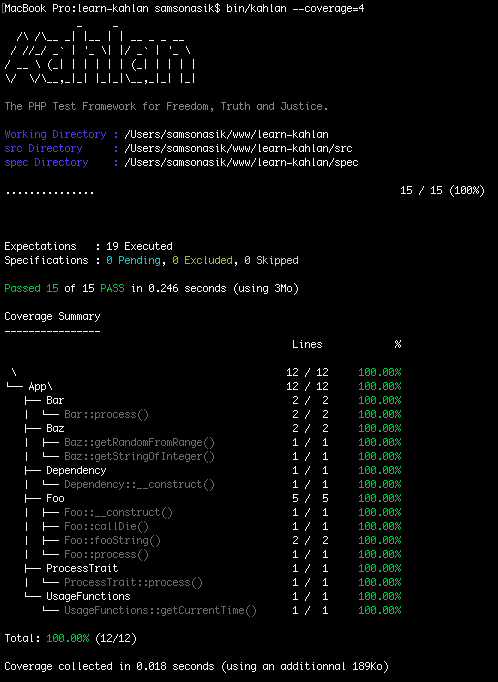 MacBook Pro:learn-kahlan samsonasik$ bin/kahlan --coverage=4
The PHP Test Framework for Freedom, Truth and Justice.
Working Directory : /Users/samsonasik/www/learn-kahlan
src Directory : /Users/samsonasik/www/learn-kahlan/src
spec Directory : /Users/samsonasik/www/learn-kahlan/spec
............... 15 / 15 (100%)
Expectations : 19 Executed
Specifications : 0 Pending, 0 Excluded, 0 Skipped
Passed 15 of 15 PASS in 0.246 seconds (using 3Mo)
Coverage Summary
----------------
Lines %
\ 12 / 12 100.00%
└── App\ 12 / 12 100.00%
├── Bar 2 / 2 100.00%
│ └── Bar::process() 2 / 2 100.00%
├── Baz 2 / 2 100.00%
│ ├── Baz::getRandomFromRange() 1 / 1 100.00%
│ └── Baz::getStringOfInteger() 1 / 1 100.00%
├── Dependency 1 / 1 100.00%
│ └── Dependency::__construct() 1 / 1 100.00%
├── Foo 5 / 5 100.00%
│ ├── Foo::__construct() 1 / 1 100.00%
│ ├── Foo::callDie() 1 / 1 100.00%
│ ├── Foo::fooString() 2 / 2 100.00%
│ └── Foo::process() 1 / 1 100.00%
├── ProcessTrait 1 / 1 100.00%
│ └── ProcessTrait::process() 1 / 1 100.00%
└── UsageFunctions 1 / 1 100.00%
└── UsageFunctions::getCurrentTime() 1 / 1 100.00%
Total: 100.00% (12/12)
Coverage collected in 0.018 seconds (using an additionnal 189Ko)